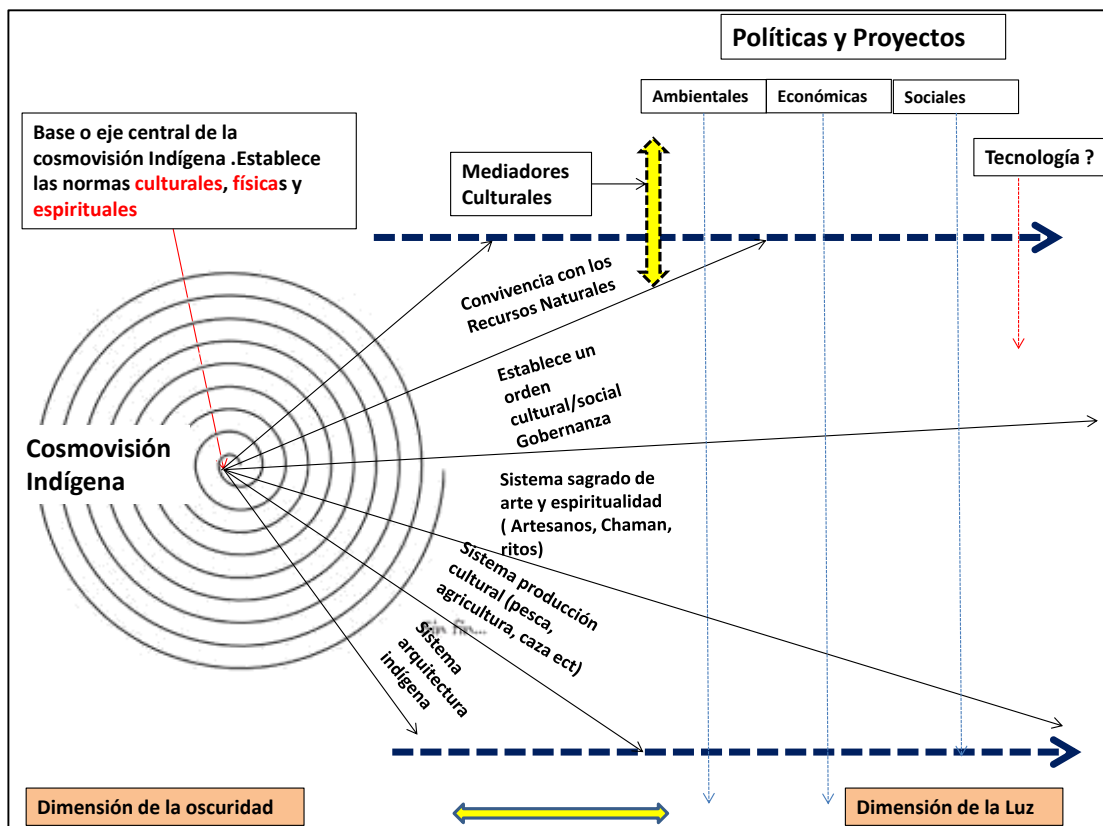 Políticas y Proyectos
Ambientales
Económicas
Sociales
Base o eje central de la
cosmovisión Indígena .Establece
las normas culturales, físicas y
espirituales
Mediadores
Culturales
Tecnología ?
Convivencia con los
Recursos Naturales
Establece un
orden
cultural/social
Gobernanza
Cosmovisión
Indígena
Sistema sagrado de
arte y espiritualidad
( Artesanos, Chaman,
ritos)
Sistema producción
cultural (pesca,
agricultura, caza ect)
fin...
Sistema
arquitectura
indígena
Dimensión de la oscuridad
Dimensión de la Luz